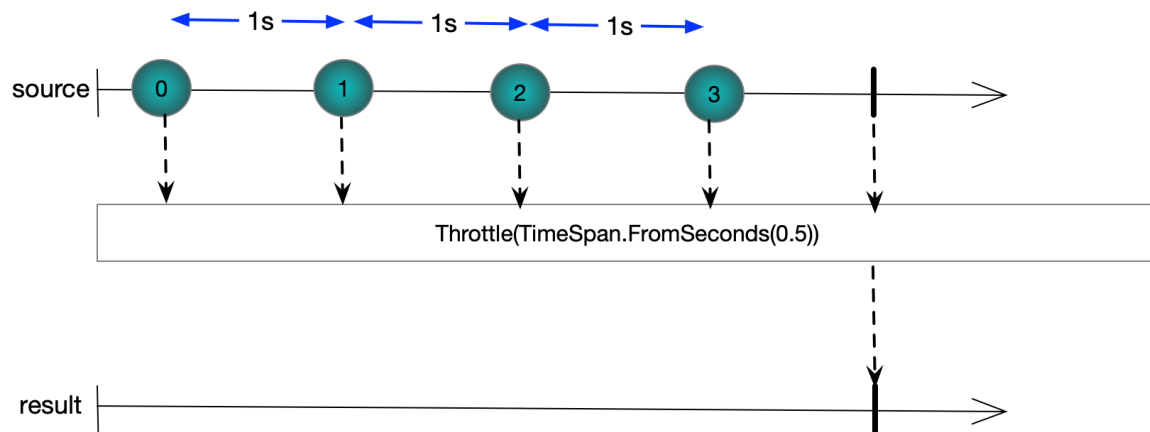 1s 1s 1s
source 0 1 2 3
Throttle(TimeSpan.FromSeconds(0.5))
result